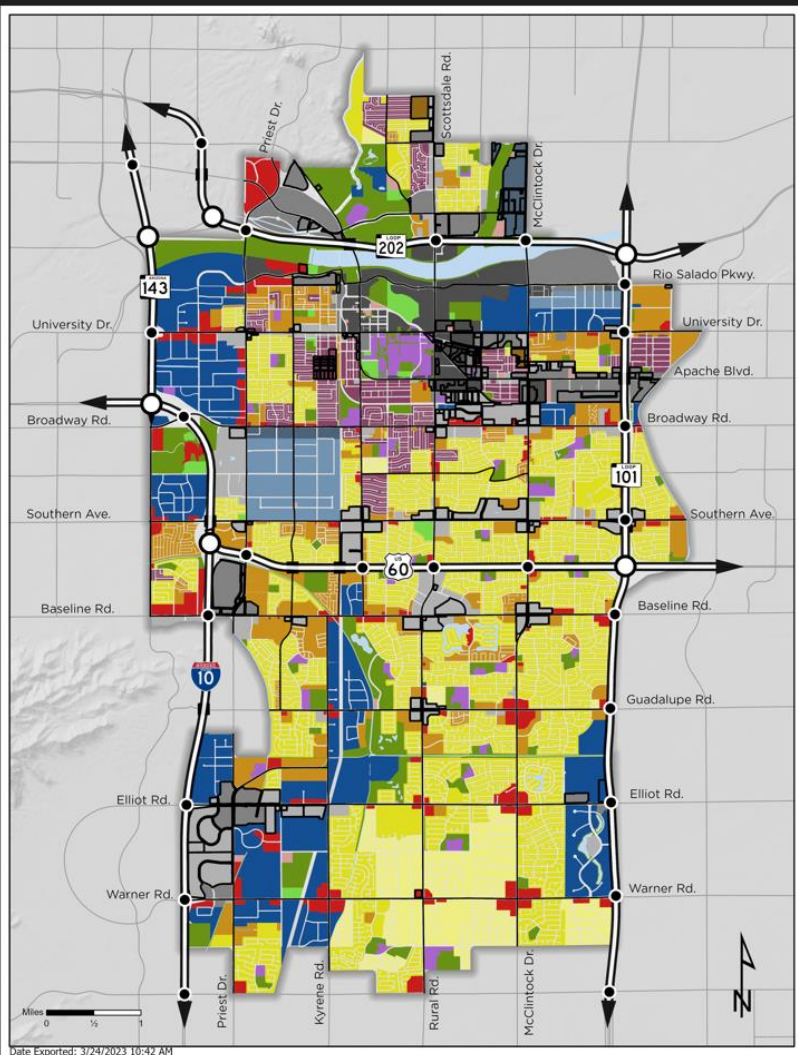 Scottsdale Rd.
Priest Dr.
McClintock Dr.
LOOP
202
ARIZONA
143
Rio Salado Pkwy.
University Dr.
University Dr.
Apache Blvd.
Broadway Rd.
Broadway Rd.
LOOP
101
Southern Ave.
Southern Ave.
US
60
Baseline Rd.
Baseline Rd.
10
Guadalupe Rd.
Elliot Rd.
Elliot Rd.
Warner Rd.
Warner Rd.
Priest Dr.
Kyrene Rd.
Rural Rd.
McClintock Dr.
N
Miles
0 ½ 1
Date Exported: 3/24/2023 10:42 AM